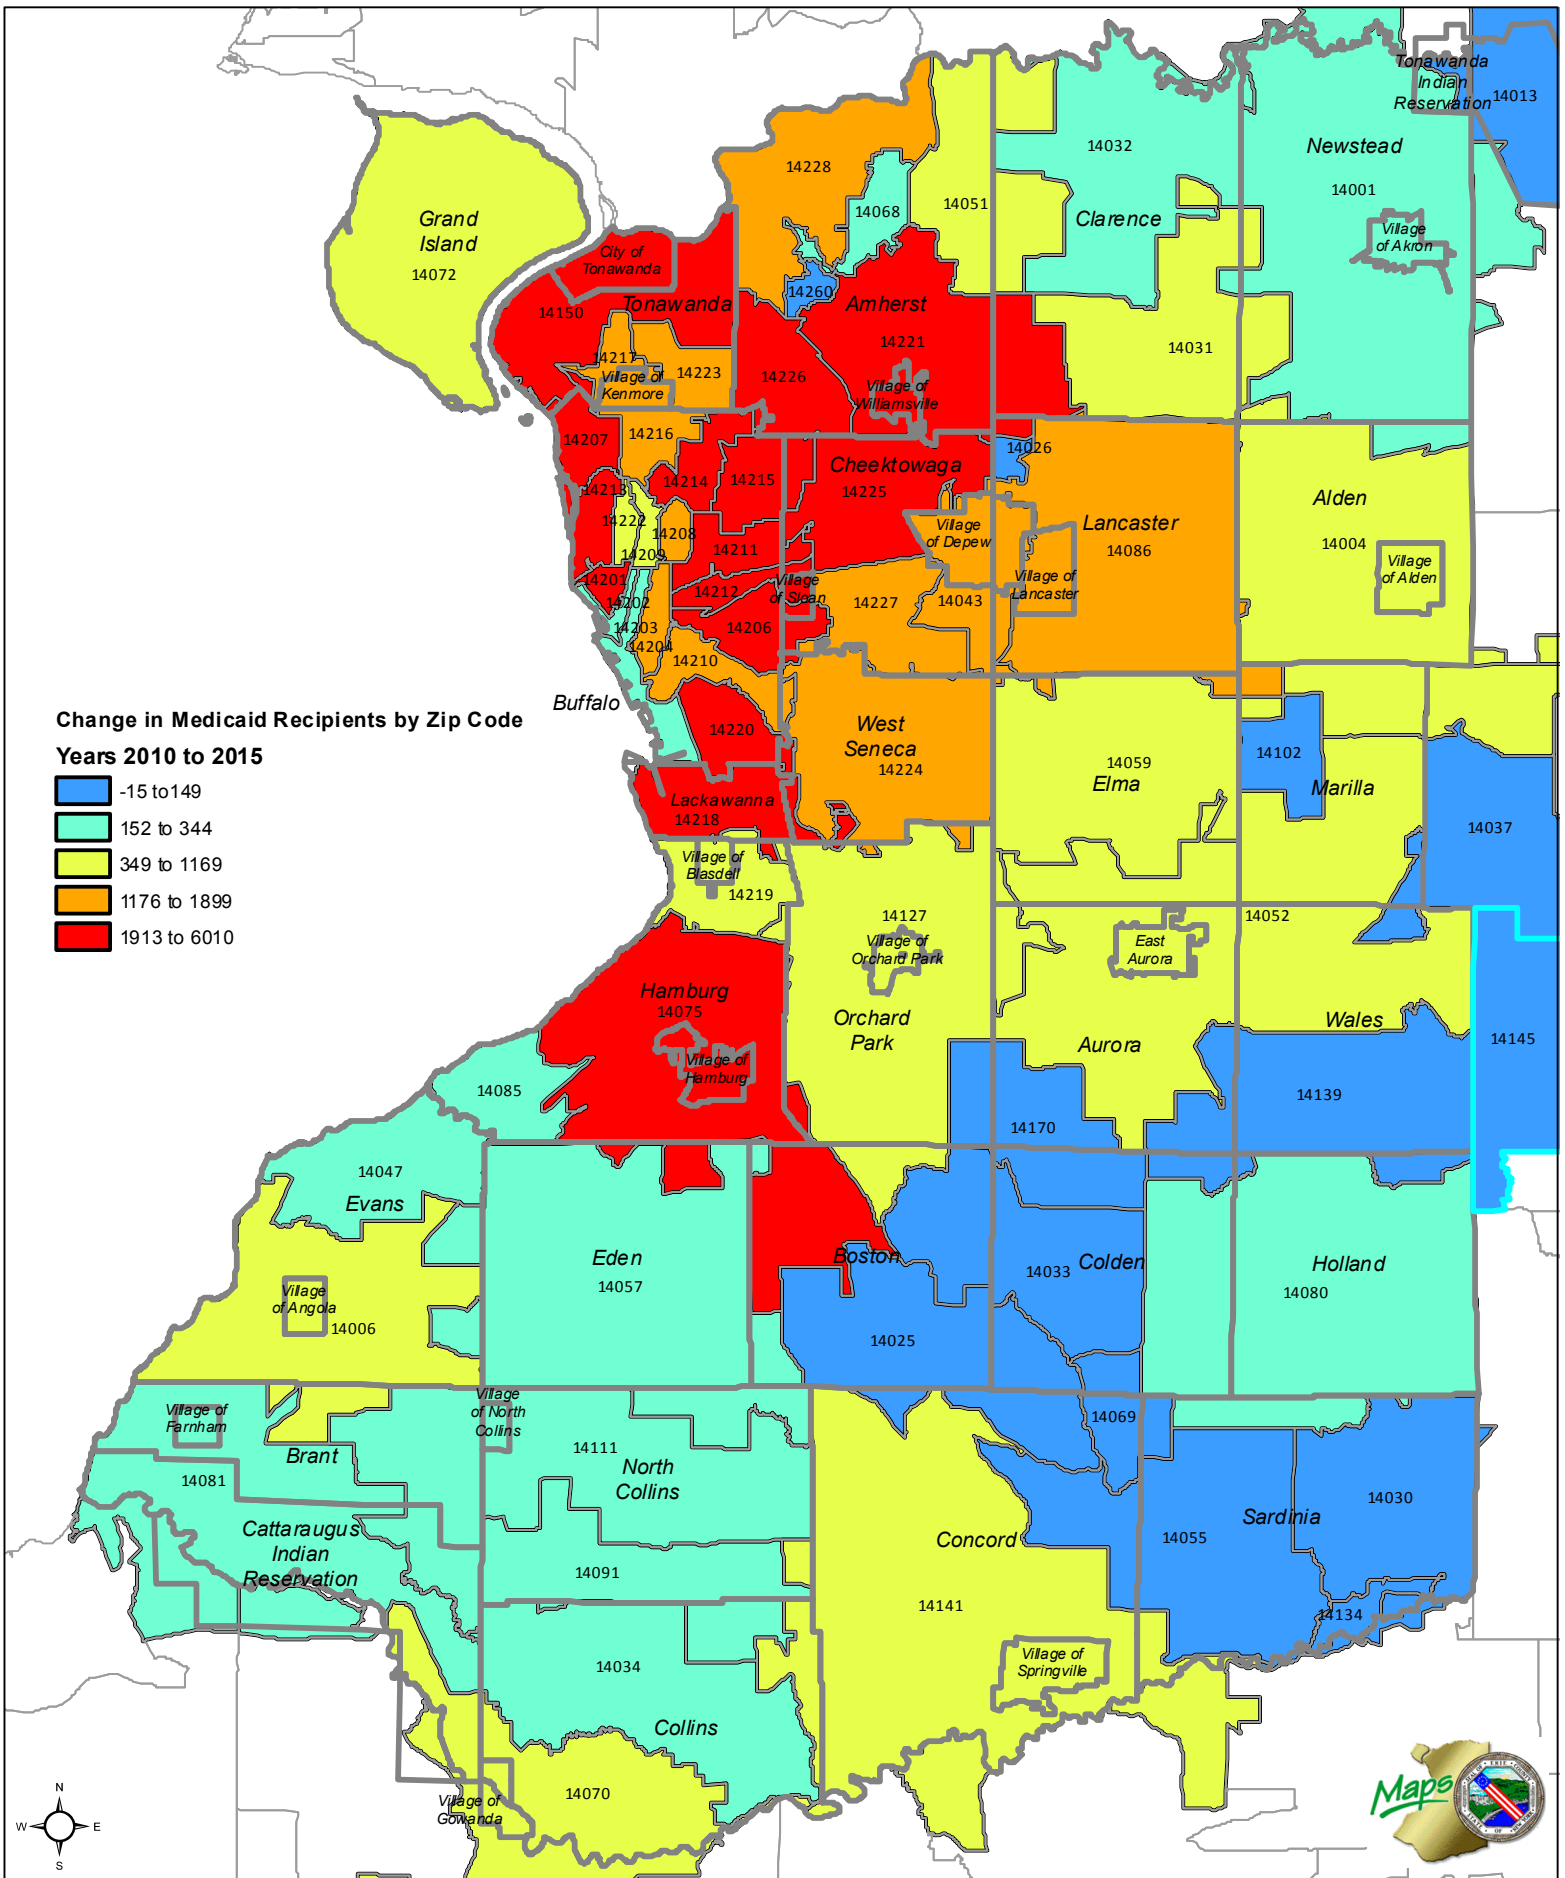 Tonawanda
Indian
Reservation
14013
14032
Newstead
14228
14001
14068
14051
Grand
Island
Clarence
Village
of Akron
City of
Tonawanda
14072
14260
Tonawanda
Amherst
14150
14221
14031
14217
14223
14226
Village of
Kenmore
Village of
Williamsville
14207
14216
14026
Cheektowaga
14214
14215
14213
14225
Alden
14222
Lancaster
14208
Village
of Depew
14209
14211
14086
14004
Village
of Alden
14201
14212
Village
of Sloan
Village of
Lancaster
14202
14227
14043
14203
14206
14204
14210
Buffalo
Change in Medicaid Recipients by Zip Code
Years 2010 to 2015
-15 to149
152 to 344
349 to 1169
1176 to 1899
1913 to 6010
14220
West
Seneca
14224
14102
14059
Elma
Marilla
Lackawanna
14218
14037
Village of
Blasdell
14219
14127
14052
Village of
Orchard Park
East
Aurora
Hamburg
14075
Orchard
Park
Wales
Aurora
14145
Village of
Hamburg
14085
14139
14170
14047
Evans
Eden
14057
Boston
14033
Colden
Holland
14080
Village
of Angola
14006
14025
Village
of North
Collins
Village of
Farnham
14069
Brant
14111
North
Collins
14081
14030
Sardinia
Cattaraugus
Indian
Reservation
Concord
14055
14091
14141
14134
Village of
Springville
14034
Collins
14070
Village of
Gowanda
N
W
E
S
Maps